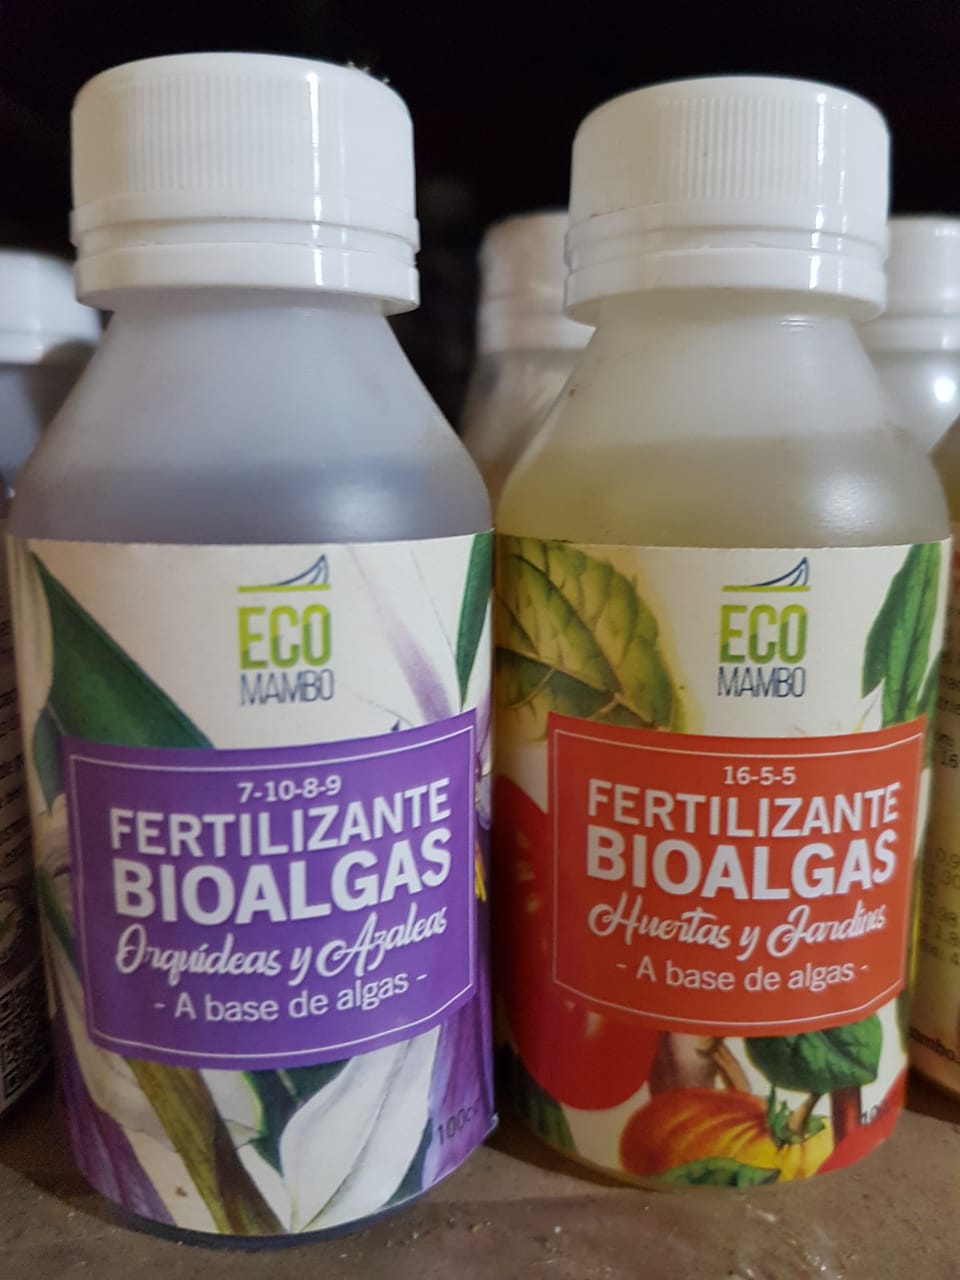 ECO
MAMBO
7-10-8-9
FERTILIZANTE
BIOALGAS
Orquídeas y Azaleas
- A base de algas -
100c
ECO
MAMBO
16-5-5
FERTILIZANTE
BIOALGAS
Huertas y Jardines
- A base de algas -